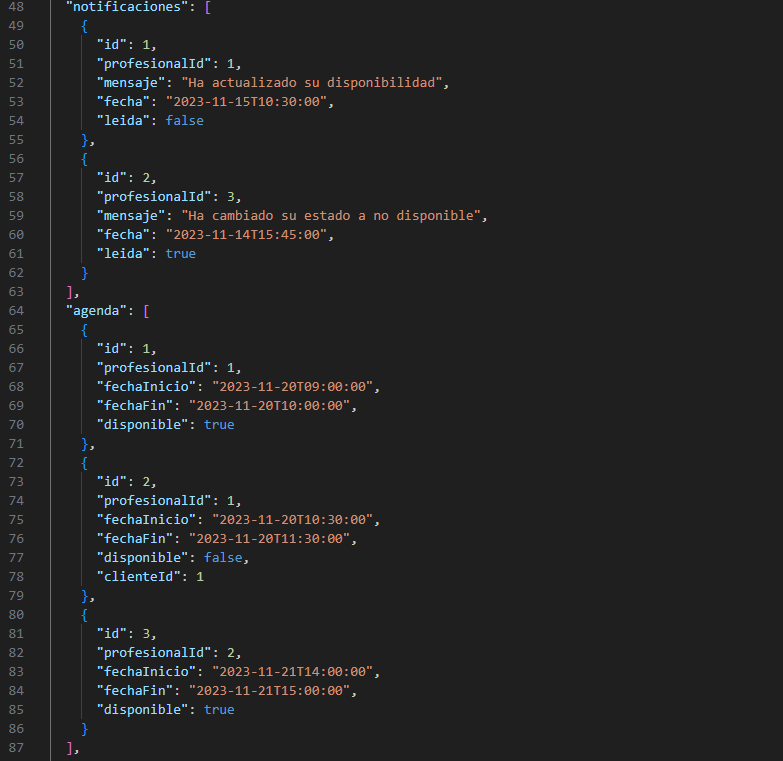 48 "notificaciones": [
49 {
50 "id": 1,
51 "profesionalId": 1,
52 "mensaje": "Ha actualizado su disponibilidad",
53 "fecha": "2023-11-15T10:30:00",
54 "leida": false
55 },
56 {
57 "id": 2,
58 "profesionalId": 3,
59 "mensaje": "Ha cambiado su estado a no disponible",
60 "fecha": "2023-11-14T15:45:00",
61 "leida": true
62 }
63 ],
64 "agenda": [
65 {
66 "id": 1,
67 "profesionalId": 1,
68 "fechaInicio": "2023-11-20T09:00:00",
69 "fechaFin": "2023-11-20T10:00:00",
70 "disponible": true
71 },
72 {
73 "id": 2,
74 "profesionalId": 1,
75 "fechaInicio": "2023-11-20T10:30:00",
76 "fechaFin": "2023-11-20T11:30:00",
77 "disponible": false,
78 "clienteId": 1
79 },
80 {
81 "id": 3,
82 "profesionalId": 2,
83 "fechaInicio": "2023-11-21T14:00:00",
84 "fechaFin": "2023-11-21T15:00:00",
85 "disponible": true
86 }
87 ],